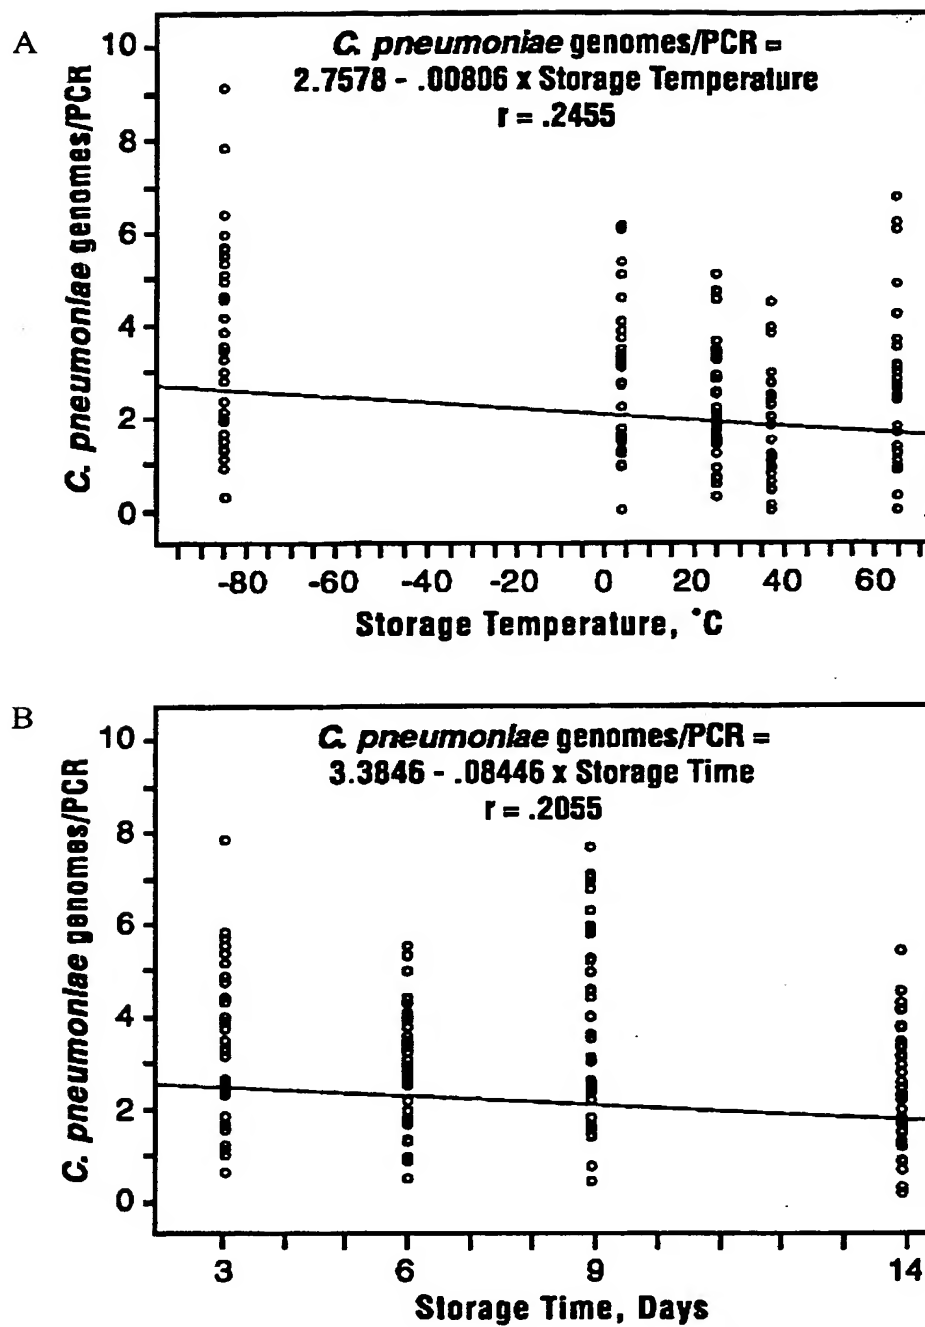 A
C. pneumoniae genomes/PCR =
2.7578 - .00806 x Storage Temperature
r = .2455
C. pneumoniae genomes/PCR
10
8
6
4
2
0
-80 -60 -40 -20 0 20 40 60
Storage Temperature, °C
B
C. pneumoniae genomes/PCR =
3.3846 - .08446 x Storage Time
r = .2055
C. pneumoniae genomes/PCR
10
8
6
4
2
0
3 6 9 14
Storage Time, Days